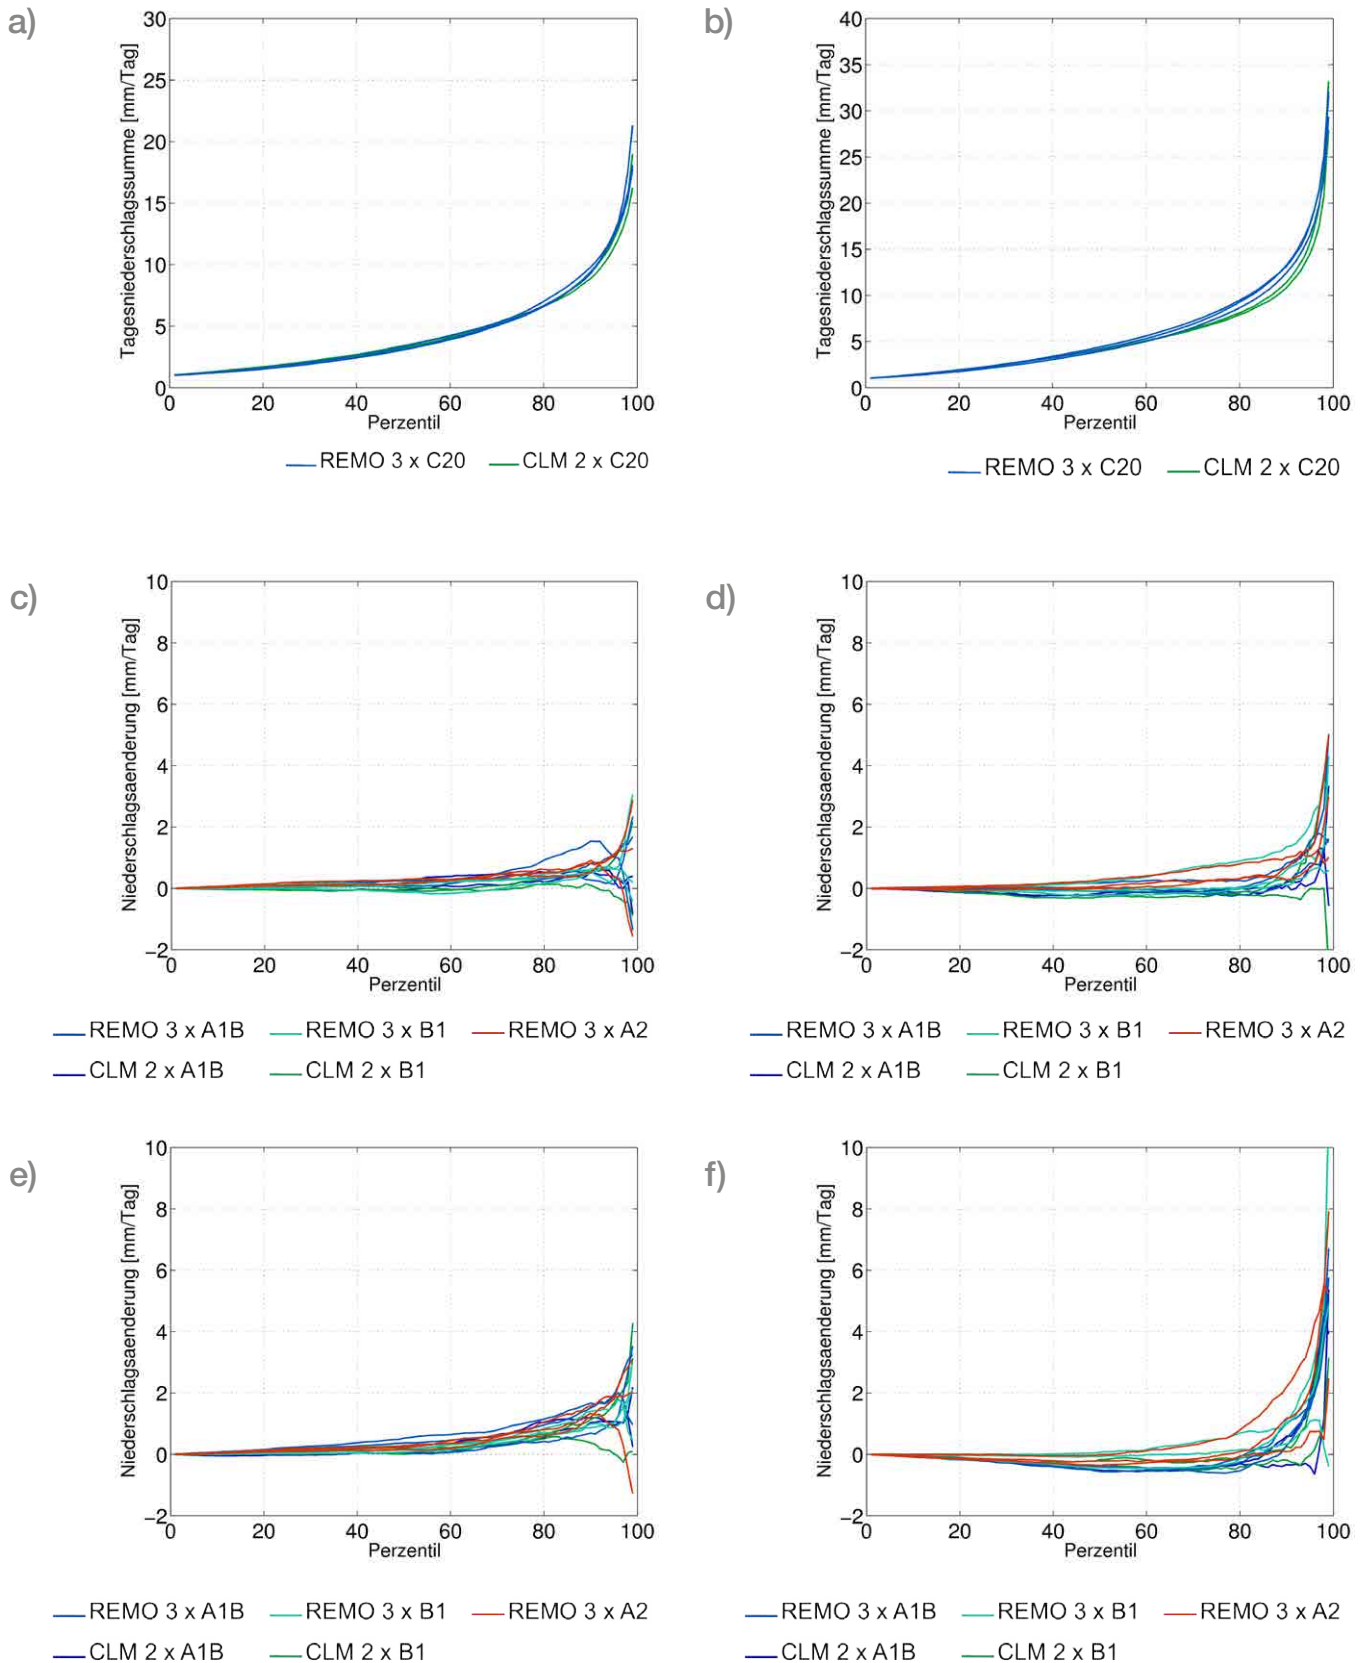 a)
Tagesniederschlagssumme [mm/Tag]
30
25
20
15
10
5
0
0 20 40 60 80 100
Perzentil
REMO 3 x C20 CLM 2 x C20
b)
Tagesniederschlagssumme [mm/Tag]
40
35
30
25
20
15
10
5
0
0 20 40 60 80 100
Perzentil
REMO 3 x C20 CLM 2 x C20
c)
Niederschlagsaenderung [mm/Tag]
10
8
6
4
2
0
−2
0 20 40 60 80 100
Perzentil
REMO 3 x A1B REMO 3 x B1 REMO 3 x A2
CLM 2 x A1B CLM 2 x B1
d)
Niederschlagsaenderung [mm/Tag]
10
8
6
4
2
0
−2
0 20 40 60 80 100
Perzentil
REMO 3 x A1B REMO 3 x B1 REMO 3 x A2
CLM 2 x A1B CLM 2 x B1
e)
Niederschlagsaenderung [mm/Tag]
10
8
6
4
2
0
−2
0 20 40 60 80 100
Perzentil
REMO 3 x A1B REMO 3 x B1 REMO 3 x A2
CLM 2 x A1B CLM 2 x B1
f)
Niederschlagsaenderung [mm/Tag]
10
8
6
4
2
0
−2
0 20 40 60 80 100
Perzentil
REMO 3 x A1B REMO 3 x B1 REMO 3 x A2
CLM 2 x A1B CLM 2 x B1